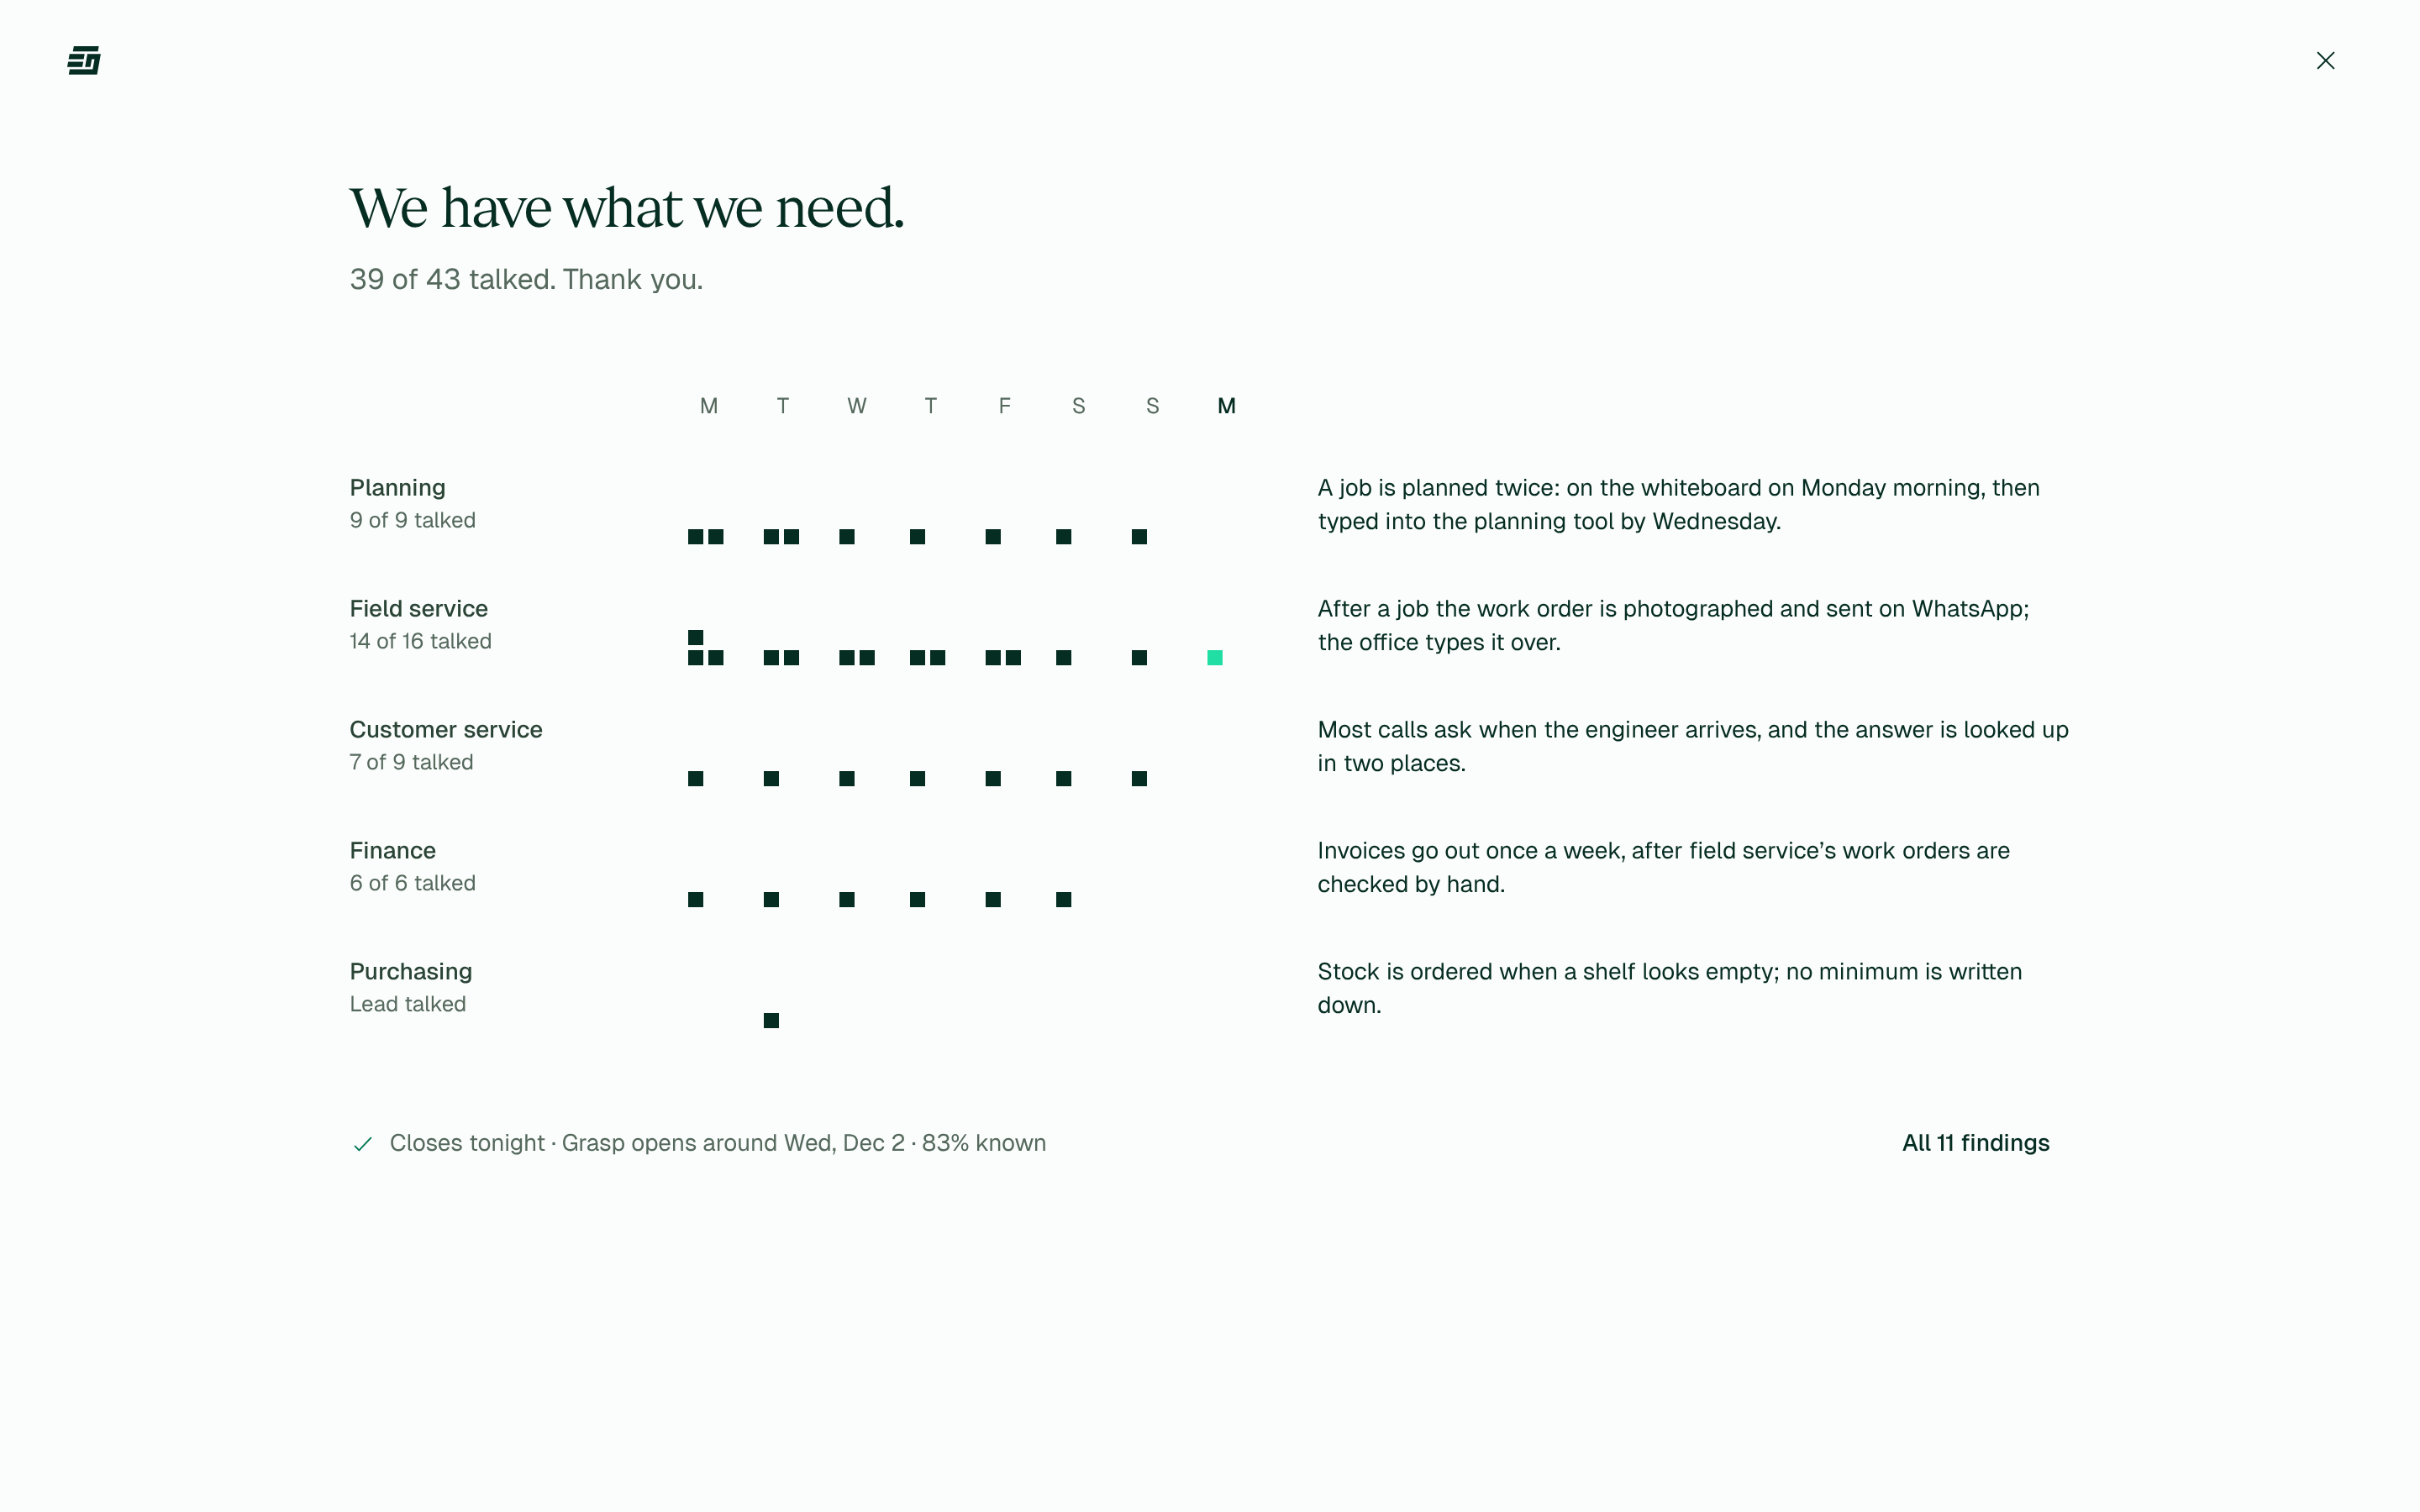 We have what we need.
39 of 43 talked. Thank you.
M T W T F S S M
Planning
9 of 9 talked
A job is planned twice: on the whiteboard on Monday morning, then
typed into the planning tool by Wednesday.
Field service
14 of 16 talked
After a job the work order is photographed and sent on WhatsApp;
the office types it over.
Customer service
7 of 9 talked
Most calls ask when the engineer arrives, and the answer is looked up
in two places.
Finance
6 of 6 talked
Invoices go out once a week, after field service’s work orders are
checked by hand.
Purchasing
Lead talked
Stock is ordered when a shelf looks empty; no minimum is written
down.
Closes tonight · Grasp opens around Wed, Dec 2 · 83% known
All 11 findings